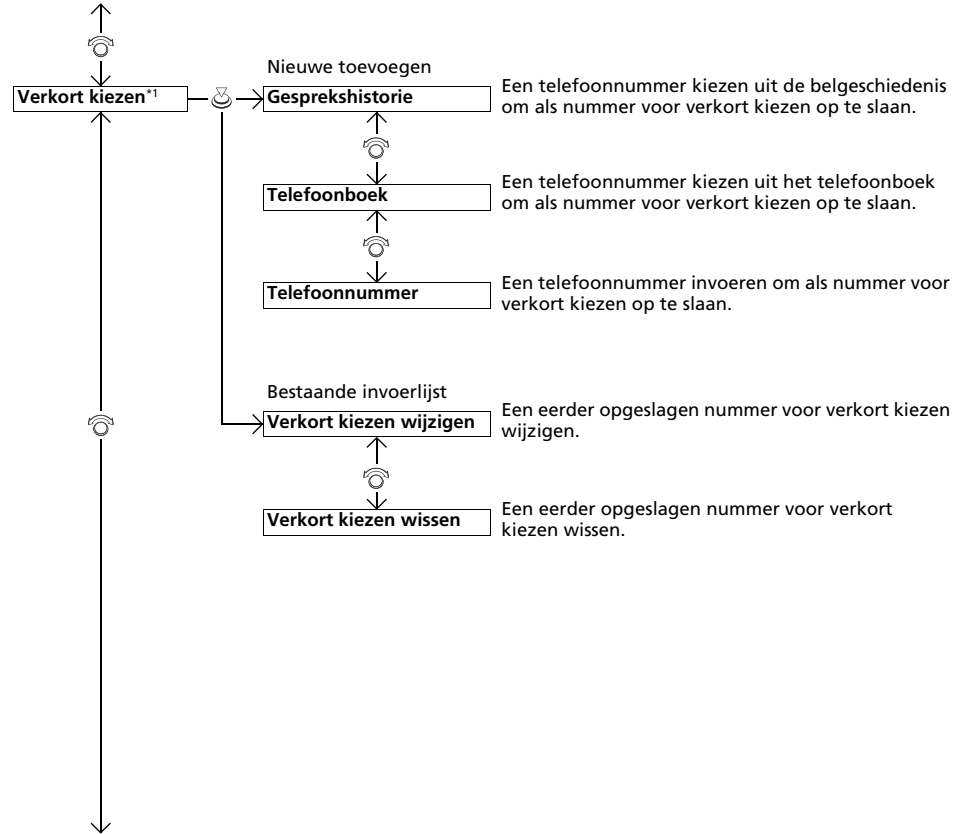 Nieuwe toevoegen
Verkort kiezen*1
Gesprekshistorie
Een telefoonnummer kiezen uit de belgeschiedenis
om als nummer voor verkort kiezen op te slaan.
Telefoonboek
Een telefoonnummer kiezen uit het telefoonboek
om als nummer voor verkort kiezen op te slaan.
Telefoonnummer
Een telefoonnummer invoeren om als nummer voor
verkort kiezen op te slaan.
Bestaande invoerlijst
Verkort kiezen wijzigen
Een eerder opgeslagen nummer voor verkort kiezen
wijzigen.
Verkort kiezen wissen
Een eerder opgeslagen nummer voor verkort
kiezen wissen.